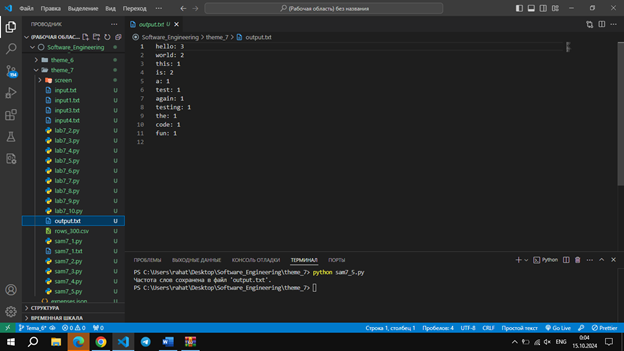 Файл Правка Выделение Вид Переход ···
(Рабочая область) без названия
ПРОВОДНИК
(РАБОЧАЯ ОБЛАСТЬ)
Software_Engineering
theme_6
theme_7
screen
input.txt U
input1.txt U
input3.txt U
input4.txt U
lab7_2.py U
lab7_3.py U
lab7_4.py U
lab7_5.py U
lab7_6.py U
lab7_7.py U
lab7_8.py U
lab7_9.py U
lab7_10.py U
output.txt U
rows_300.csv U
sam7_1.py U
sam7_1.txt U
sam7_2.py U
sam7_3.py U
sam7_4.py U
sam7_5.py U
СТРУКТУРА
ВРЕМЕННАЯ ШКАЛА
output.txt U
Software_Engineering > theme_7 > output.txt
1 hello: 3
2 world: 2
3 this: 1
4 is: 2
5 a: 1
6 test: 1
7 again: 1
8 testing: 1
9 the: 1
10 code: 1
11 fun: 1
12
ПРОБЛЕМЫ ВЫХОДНЫЕ ДАННЫЕ КОНСОЛЬ ОТЛАДКИ ТЕРМИНАЛ ПОРТЫ
Python
PS C:\Users\rahat\Desktop\Software_Engineering\theme_7> python sam7_5.py
Частота слов сохранена в файл 'output.txt'.
PS C:\Users\rahat\Desktop\Software_Engineering\theme_7>
Tema_6* 0 0 0 Строка 1, столбец 1 Пробелов: 4 UTF-8 CRLF Простой текст Go Live Prettier
ENG
0:04
15.10.2024